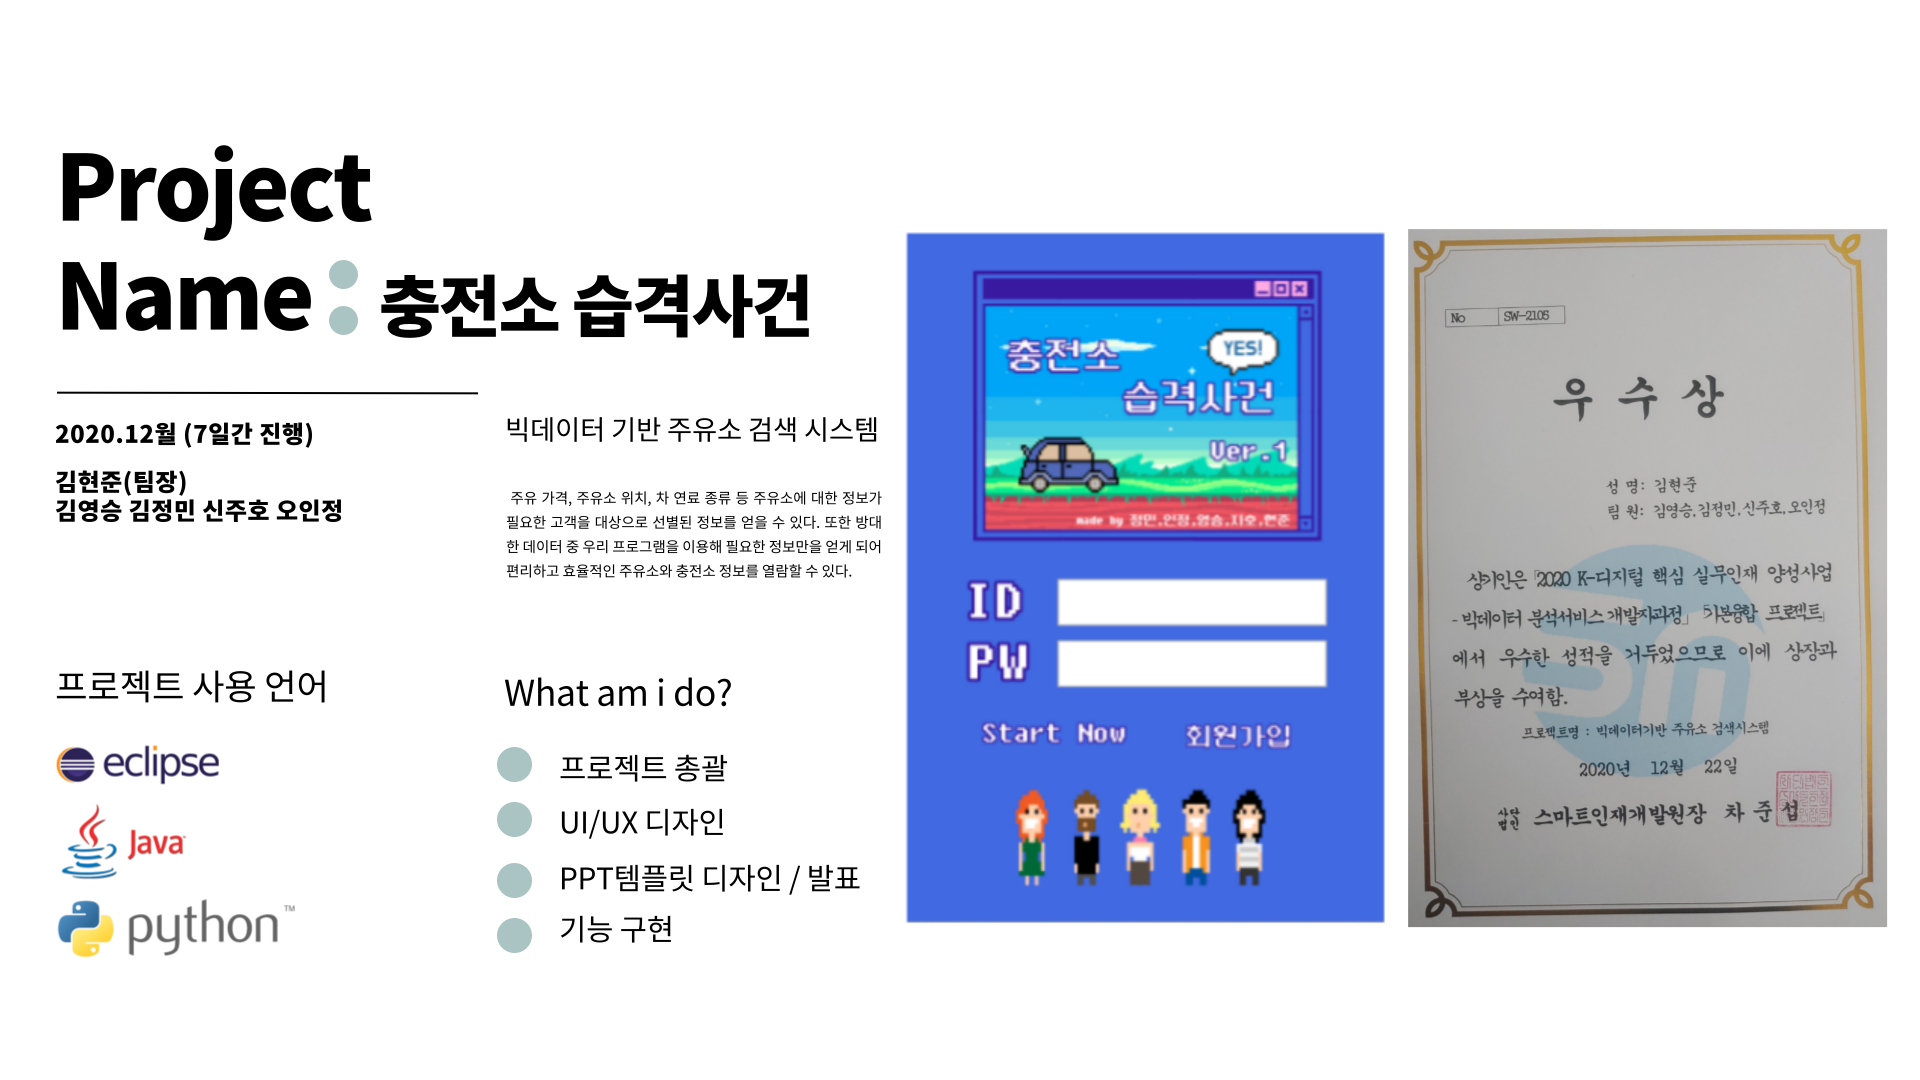 Project
Name : 충전소 습격사건
2020.12월 (7일간 진행)
김현준(팀장)
김영승 김정민 신주호 오인정
빅데이터 기반 주유소 검색 시스템
주유 가격, 주유소 위치, 차 연료 종류 등 주유소에 대한 정보가
필요한 고객을 대상으로 선별된 정보를 얻을 수 있다. 또한 방대
한 데이터 중 우리 프로그램을 이용해 필요한 정보만을 얻게 되어
편리하고 효율적인 주유소와 충전소 정보를 열람할 수 있다.
프로젝트 사용 언어
eclipse
Java
python™
What am i do?
프로젝트 총괄
UI/UX 디자인
PPT템플릿 디자인 / 발표
기능 구현
충전소
YES!
습격사건
Ver.1
made by 정민,인정,영승,지호,현준
ID
PW
Start Now 회원가입
No SW-2105
우 수 상
성 명: 김현준
팀 원: 김영승,김정민,신주호,오인정
상기인은 「2020 K-디지털 핵심 실무인재 양성사업
- 빅데이터 분석서비스 개발자과정」 「기본융합 프로젝트」
에서 우수한 성적을 거두었으므로 이에 상장과
부상을 수여함.
프로젝트명 : 빅데이터기반 주유소 검색시스템
2020년 12월 22일
사단법인 스마트인재개발원장 차 준 섭